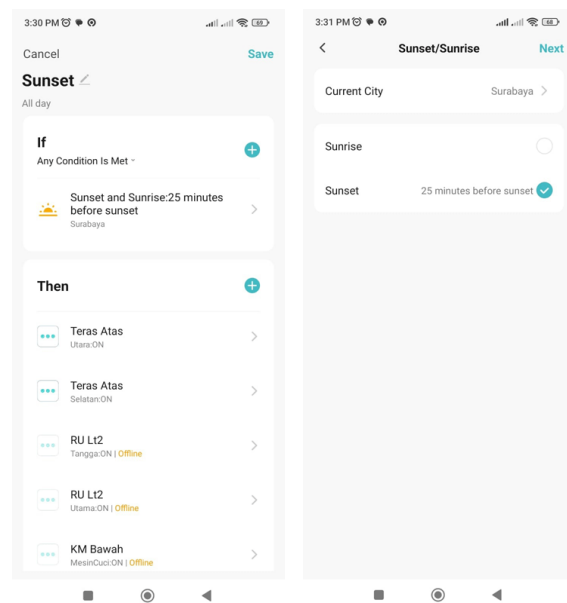 3:30 PM
69
Cancel
Save
Sunset
All day
If
Any Condition Is Met
Sunset and Sunrise:25 minutes
before sunset
Surabaya
Then
Teras Atas
Utara:ON
Teras Atas
Selatan:ON
RU Lt2
Tangga:ON | Offline
RU Lt2
Utama:ON | Offline
KM Bawah
MesinCuci:ON | Offline
3:31 PM
68
Sunset/Sunrise
Next
Current City
Surabaya
Sunrise
Sunset
25 minutes before sunset